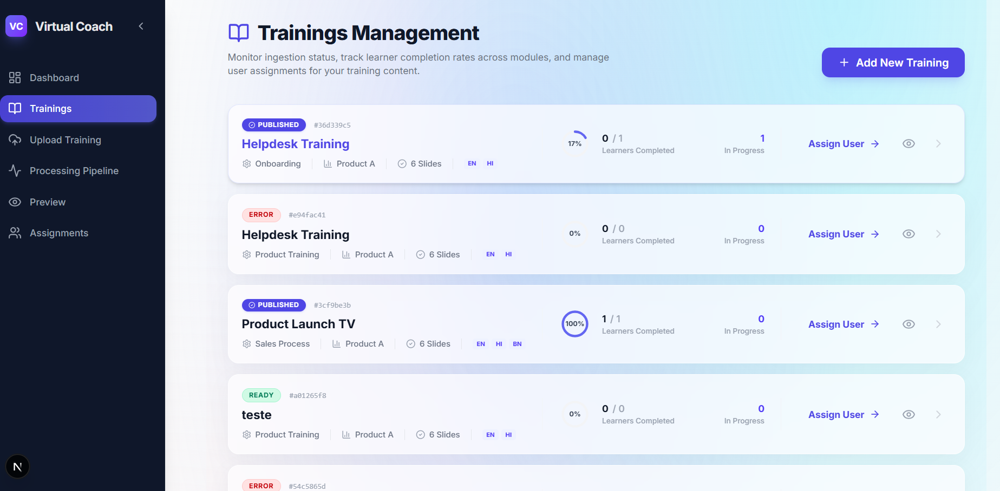 VC Virtual Coach
Dashboard
Trainings
Upload Training
Processing Pipeline
Preview
Assignments
N
Trainings Management
Monitor ingestion status, track learner completion rates across modules, and manage
user assignments for your training content.
+ Add New Training
PUBLISHED #36d339c5
Helpdesk Training
Onboarding Product A 6 Slides EN HI
17%
0 / 1
Learners Completed
1
In Progress
Assign User →
ERROR #e94fac41
Helpdesk Training
Product Training Product A 6 Slides EN HI
0%
0 / 0
Learners Completed
0
In Progress
Assign User →
PUBLISHED #3cf9be3b
Product Launch TV
Sales Process Product A 6 Slides EN HI BN
100%
1 / 1
Learners Completed
0
In Progress
Assign User →
READY #a01265f8
teste
Product Training Product A 6 Slides EN HI
0%
0 / 0
Learners Completed
0
In Progress
Assign User →
ERROR #54c5865d